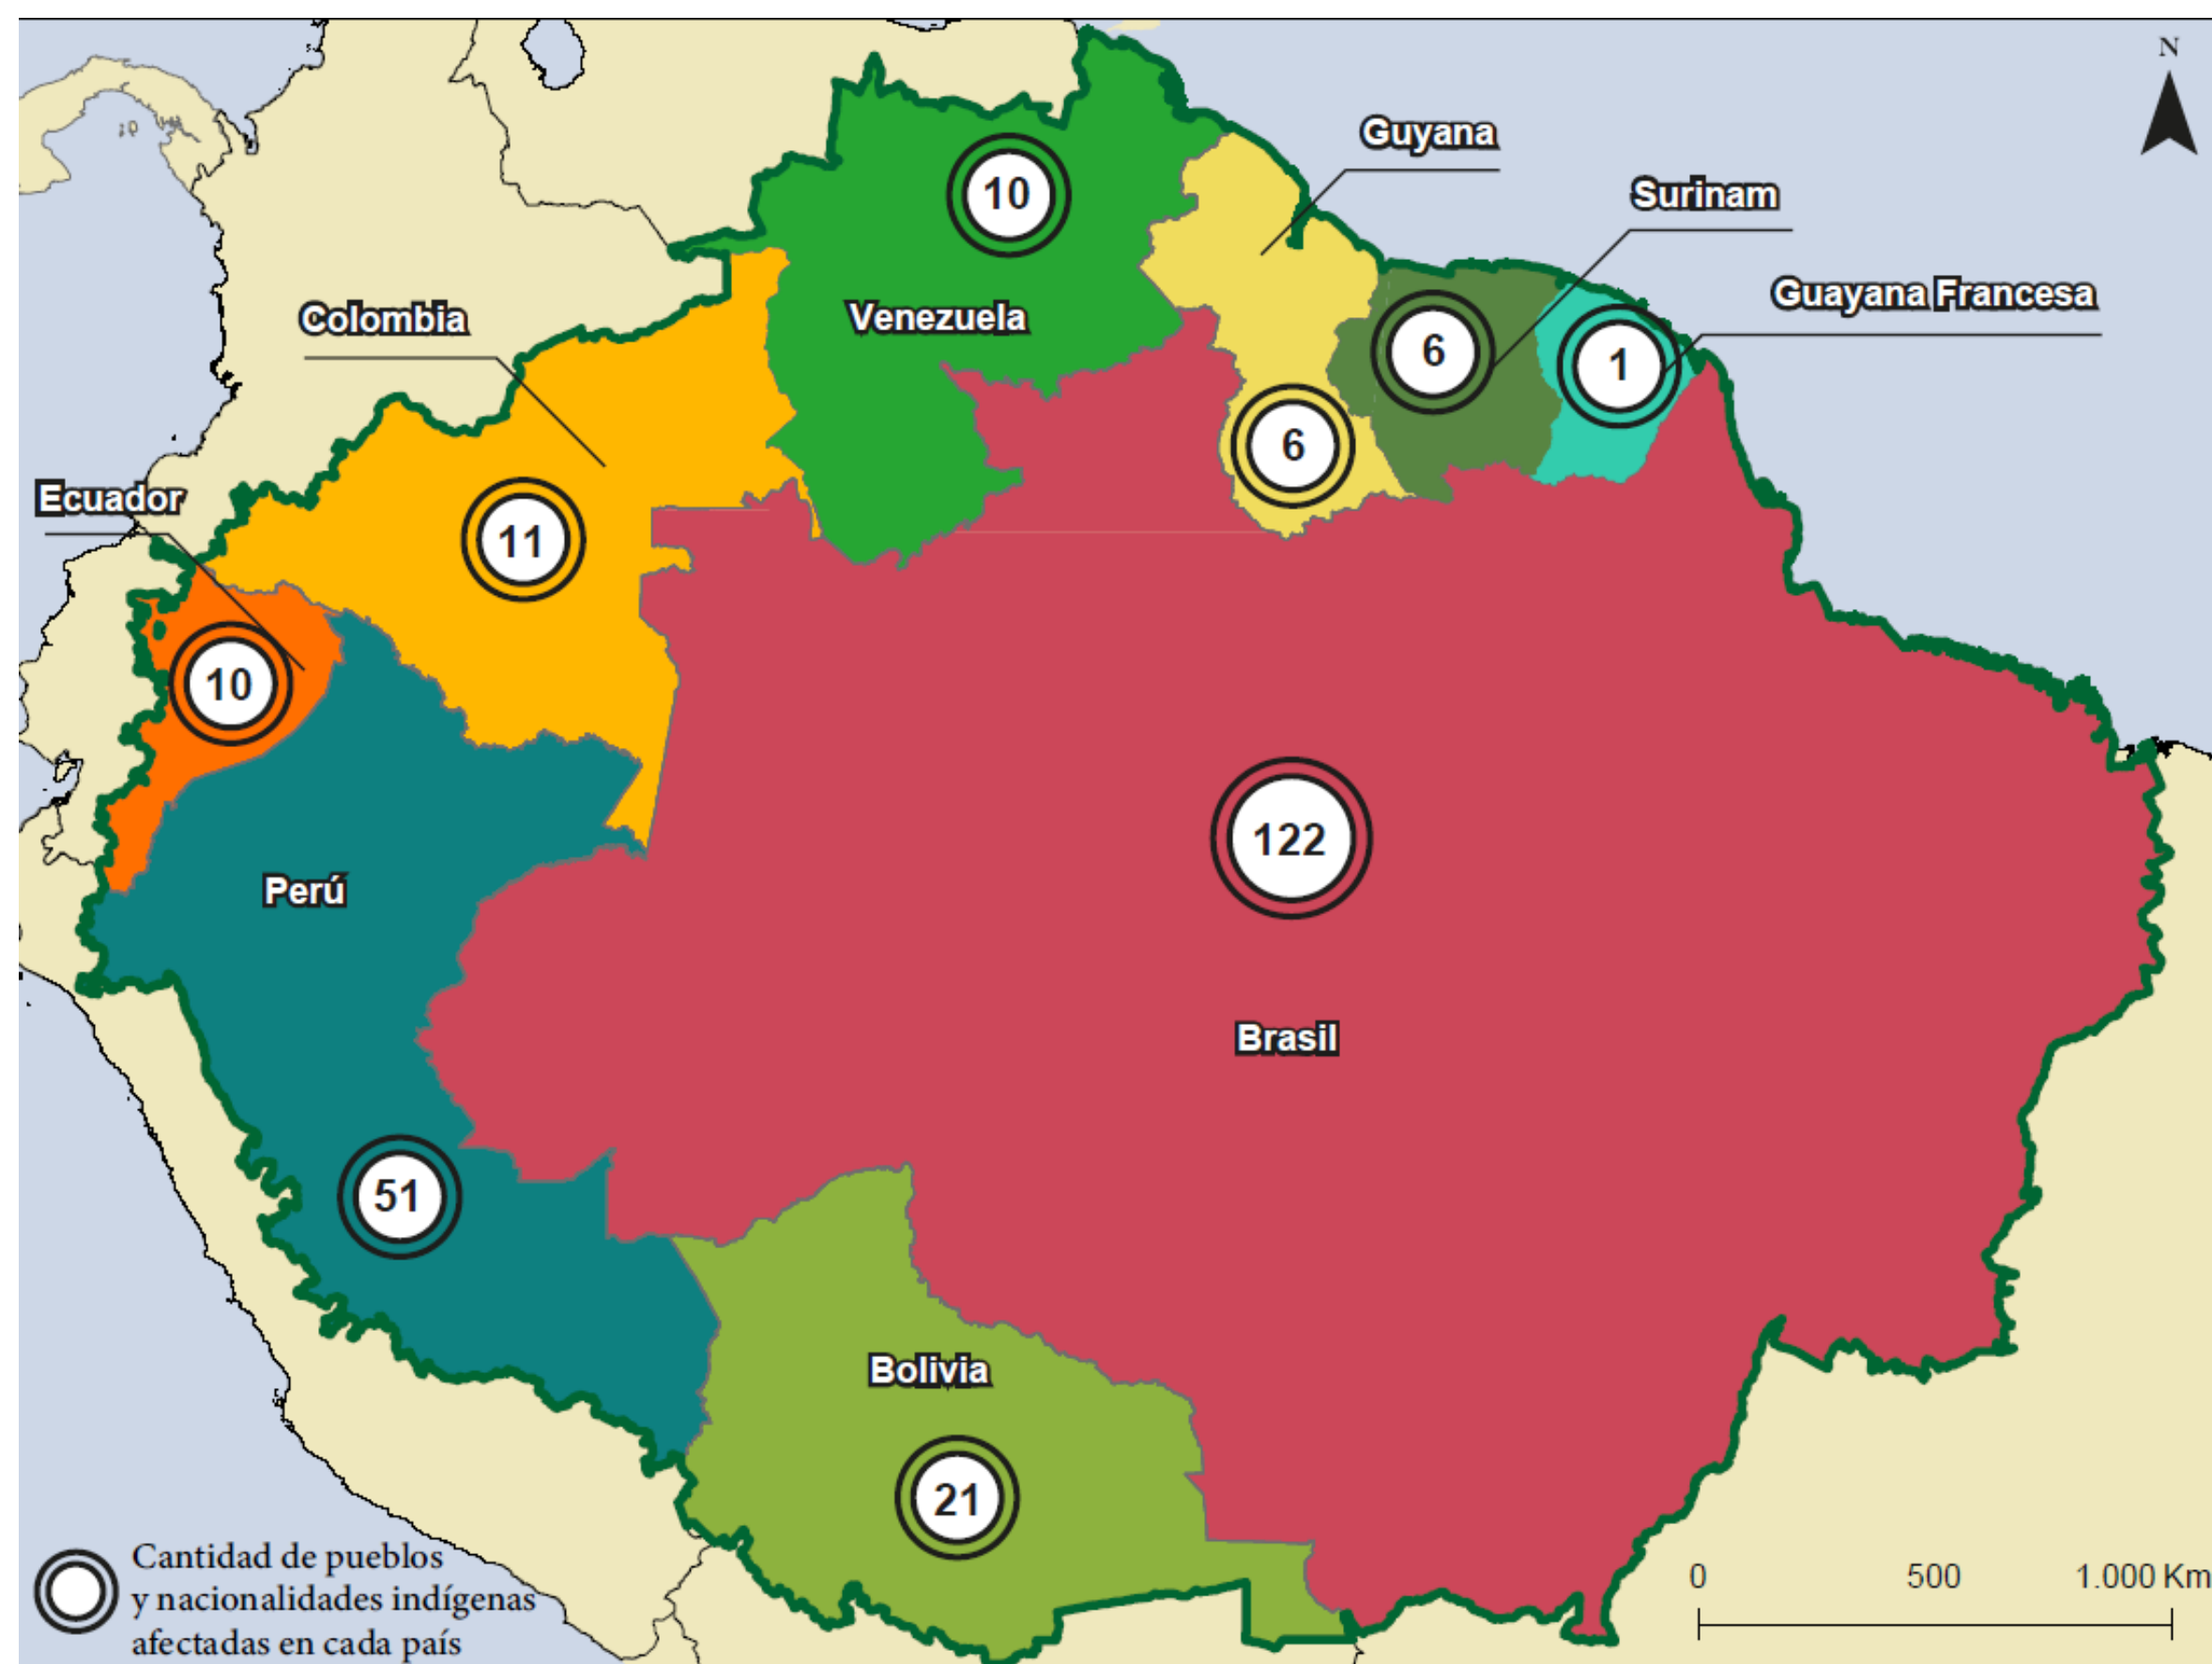 N
Guyana
10
Surinam
Guayana Francesa
Colombia
Venezuela
6
1
6
Ecuador
11
10
122
Perú
Brasil
51
Bolivia
21
Cantidad de pueblos
y nacionalidades indígenas
afectadas en cada país
0 500 1.000 Km